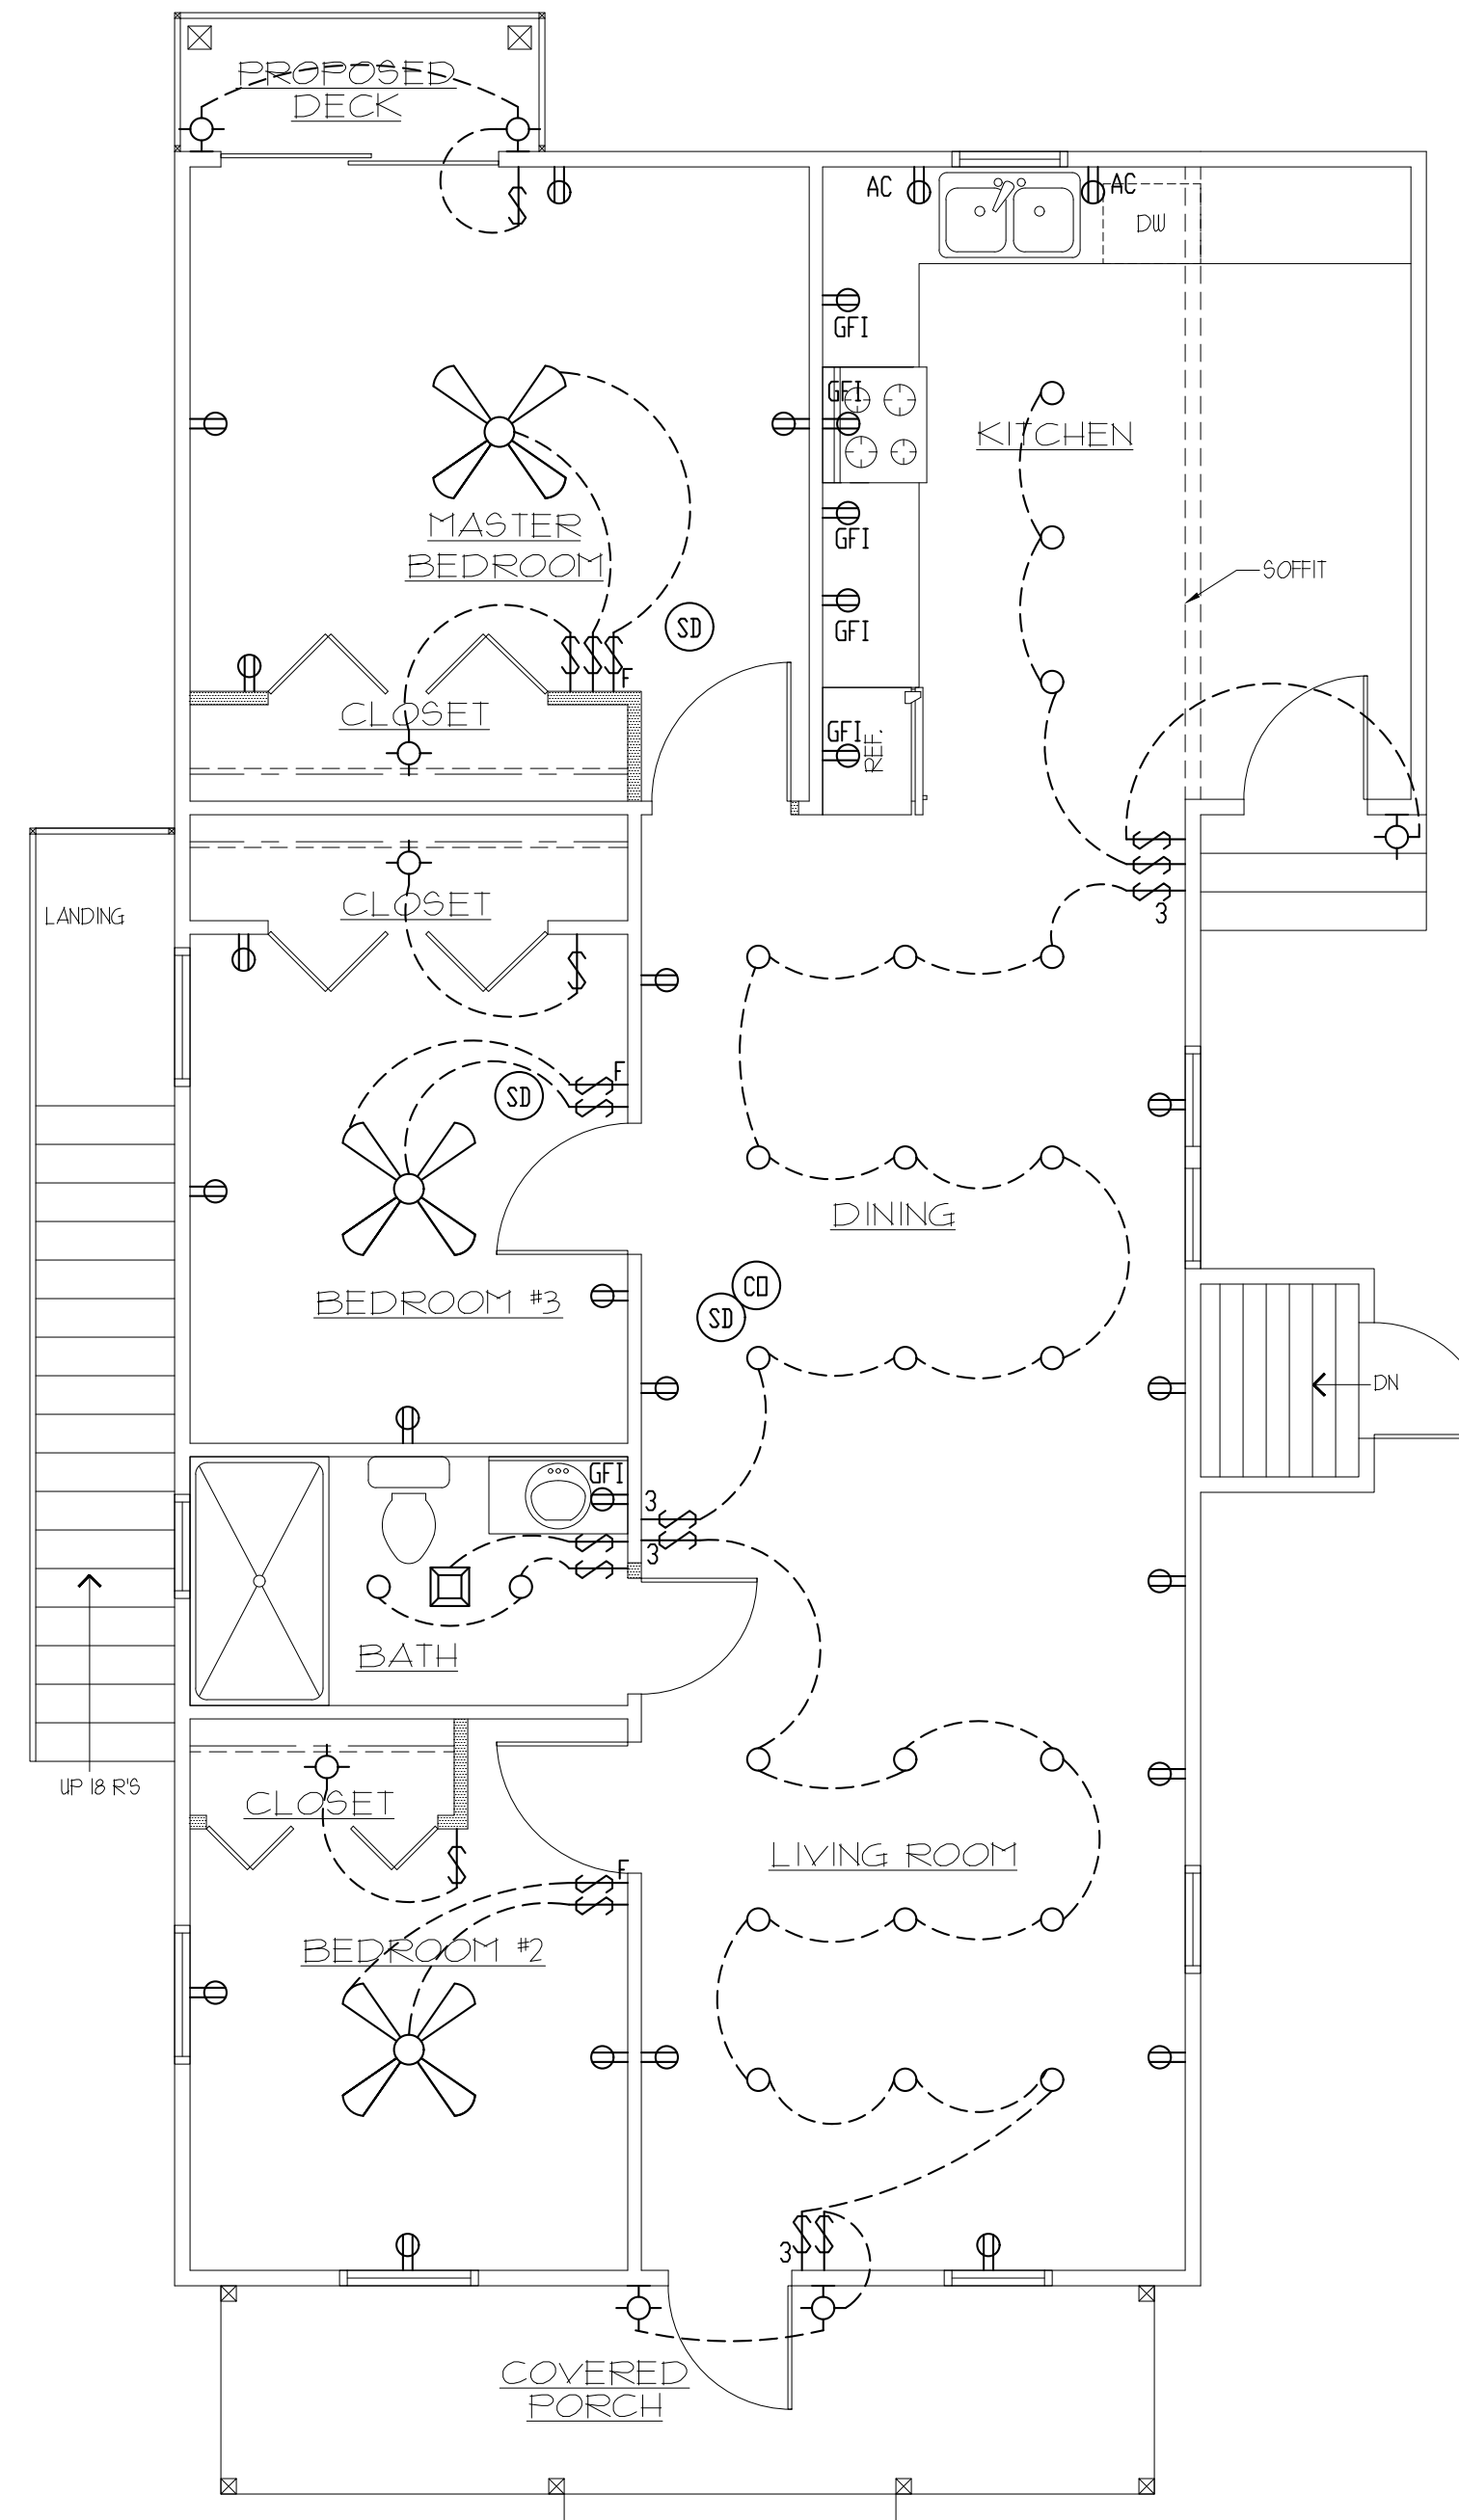 PROPOSED
DECK
AC
AC
DW
GFI
GFI
KITCHEN
MASTER
BEDROOM
GFI
SOFFIT
GFI
SD
F
CLOSET
GFI
REF.
CLOSET
LANDING
3
F
SD
DINING
CO
SD
BEDROOM #3
DN
GFI
3
3
BATH
UP 18 R'S
CLOSET
LIVING ROOM
F
BEDROOM #2
3
COVERED
PORCH